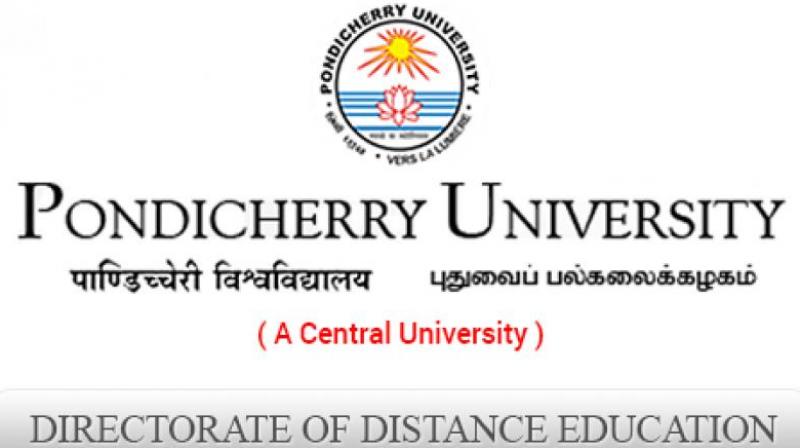 PONDICHERRY UNIVERSITY
VERS LA LUMIERE
PONDICHERRY UNIVERSITY
पाण्डिच्चेरी विश्वविद्यालय புதுவைப் பல்கலைக்கழகம்
( A Central University )
DIRECTORATE OF DISTANCE EDUCATION